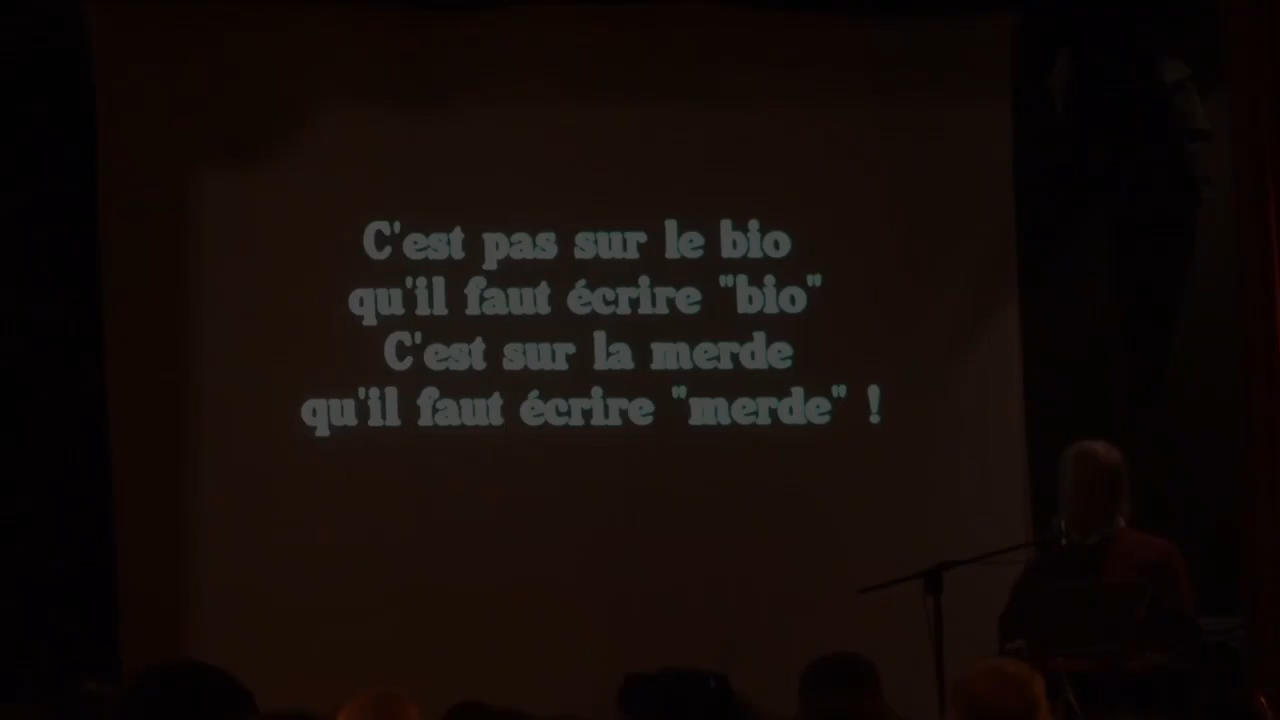 C'est pas sur le bio
qu'il faut écrire "bio"
C'est sur la merde
qu'il faut écrire "merde" !